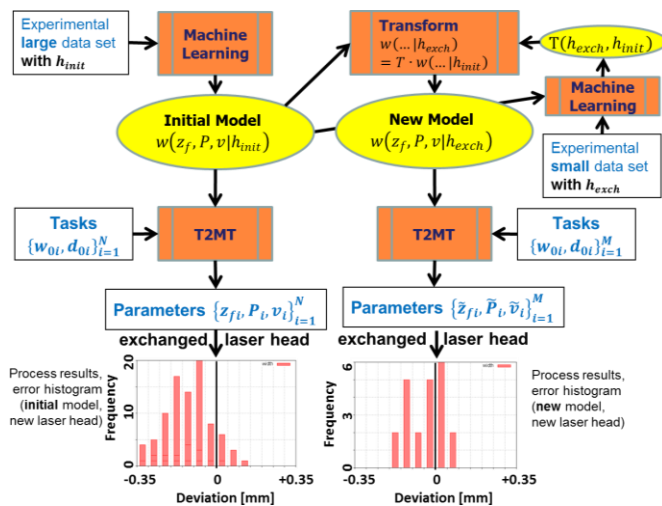 Experimental
large data set
with h_init
Machine
Learning
Transform
w(… |h_exch)
= T · w(… |h_init)
T(h_exch, h_init)
Machine
Learning
Initial Model
w(z_f, P, v|h_init)
New Model
w(z_f, P, v|h_exch)
Experimental
small data set
with h_exch
Tasks
{w_0i, d_0i}_{i=1}^N
T2MT
T2MT
Tasks
{w_0i, d_0i}_{i=1}^M
Parameters {z_fi, P_i, v_i}_{i=1}^N
Parameters {z̃_fi, P̃_i, ṽ_i}_{i=1}^M
exchanged laser head
exchanged laser head
Process results,
error histogram
(initial model,
new laser head)
Frequency
20
10
0
-0.35 0 +0.35
Deviation [mm]
Frequency
6
3
0
-0.35 0 +0.35
Deviation [mm]
Process results,
error histogram
(new model,
new laser head)